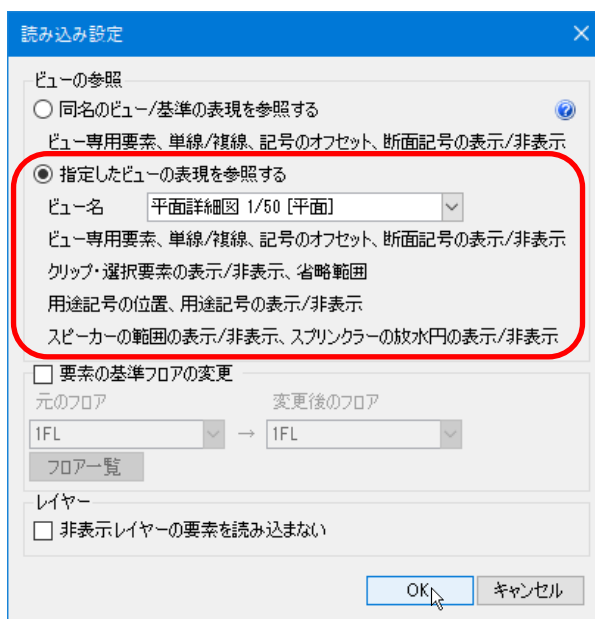 読み込み設定
ビューの参照
同名のビュー/基準の表現を参照する
ビュー専用要素、単線/複線、記号のオフセット、断面記号の表示/非表示
指定したビューの表現を参照する
ビュー名 平面詳細図 1/50 [平面]
ビュー専用要素、単線/複線、記号のオフセット、断面記号の表示/非表示
クリップ・選択要素の表示/非表示、省略範囲
用途記号の位置、用途記号の表示/非表示
スピーカーの範囲の表示/非表示、スプリンクラーの放水円の表示/非表示
要素の基準フロアの変更
元のフロア 変更後のフロア
1FL → 1FL
フロア一覧
レイヤー
非表示レイヤーの要素を読み込まない
OK キャンセル